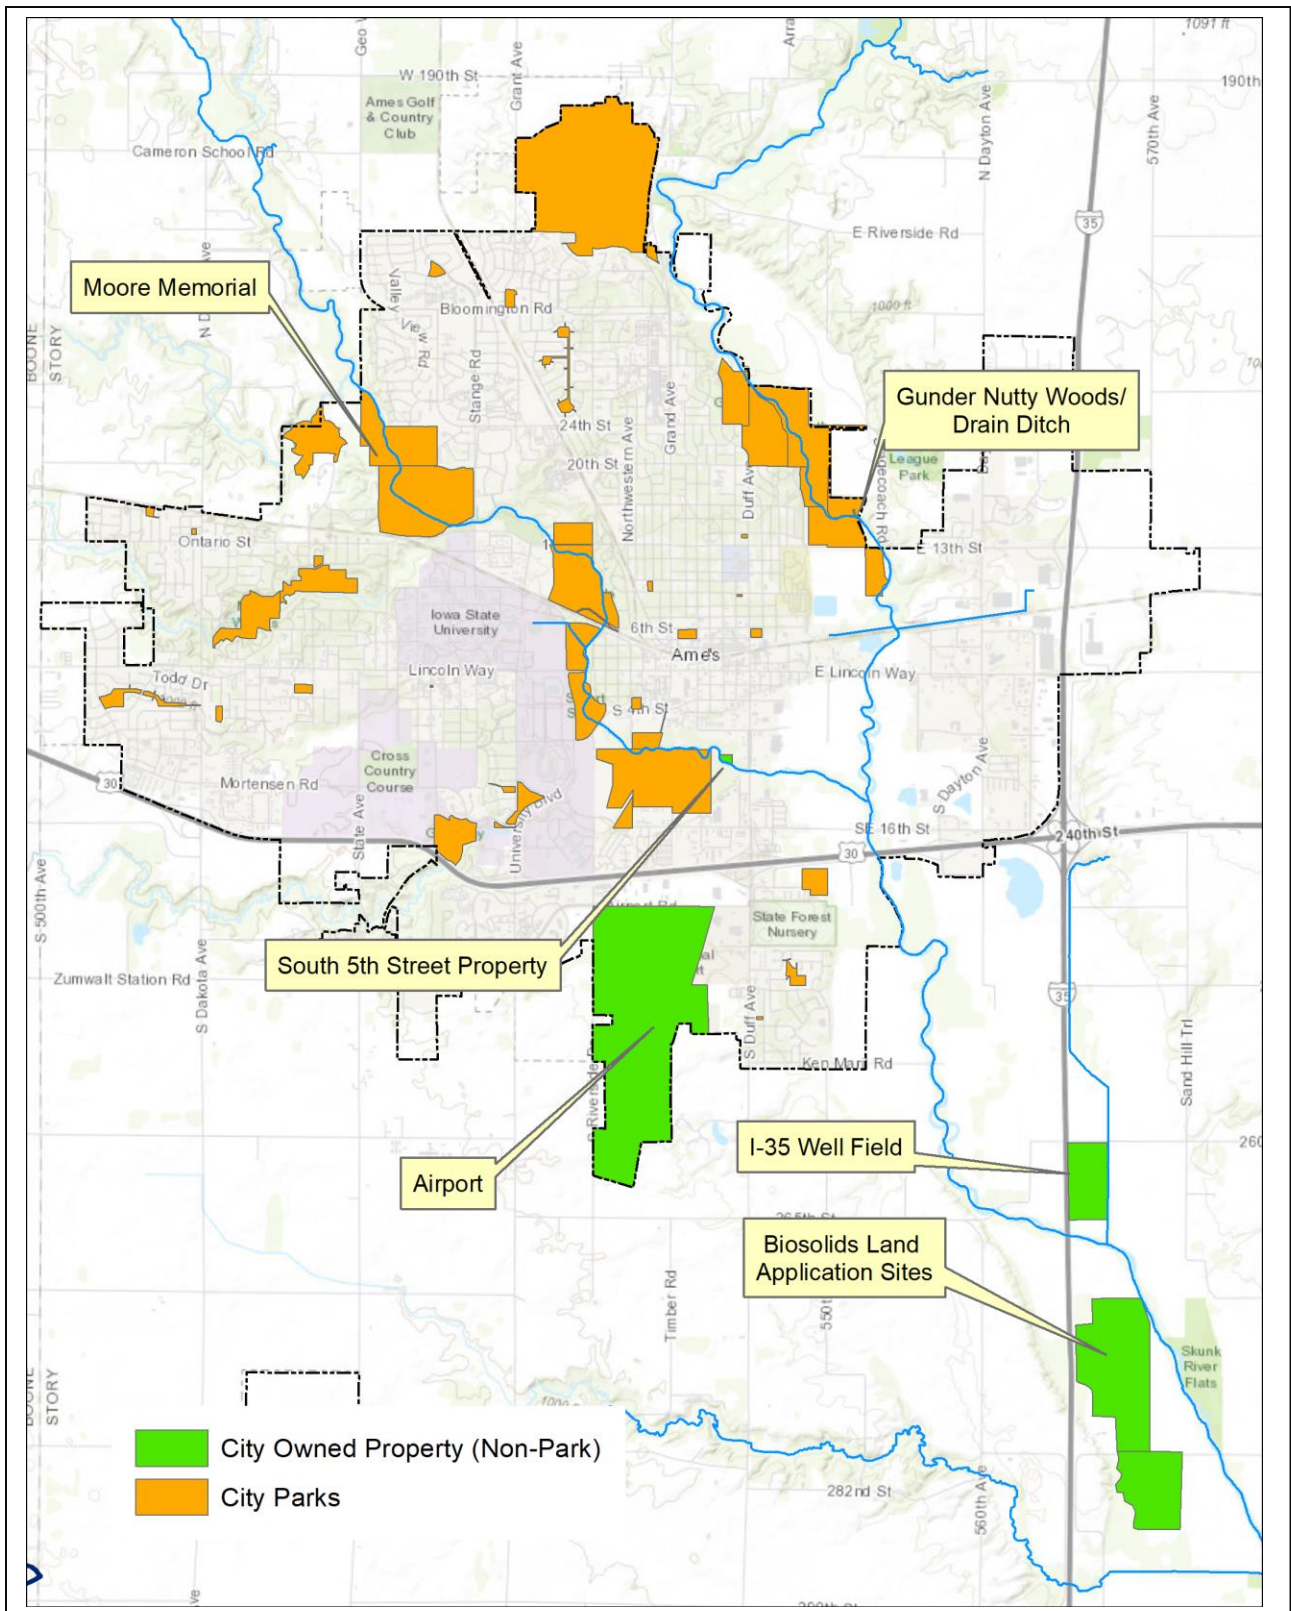 1091 ft
W 190th St
190th
Grant Ave
Ames Golf
& Country
Club
Cameron School Rd
N Dayton Ave
570th Ave
35
E Riverside Rd
Moore Memorial
Valley
View Rd
Bloomington Rd
1000 ft
BOONE
STORY
Stange Rd
Grand Ave
Northwestern Ave
24th St
20th St
Duff Ave
Gunder Nutty Woods/
Drain Ditch
League
Park
Ontario St
E 13th St
Iowa State
University
6th St
Ames
Lincoln Way
E Lincoln Way
Todd Dr
S 4th St
Cross
Country
Course
Mortensen Rd
30
State Ave
University Blvd
S Dayton Ave
SE 16th St
240th St
30
S 500th Ave
Airport Rd
State Forest
Nursery
South 5th Street Property
Zumwalt Station Rd
S Dakota Ave
35
S Duff Ave
Sand Hill Trl
Ken Maril Rd
I-35 Well Field
260
Airport
265th St
Biosolids Land
Application Sites
Timber Rd
Skunk
River
Flats
STORY
City Owned Property (Non-Park)
City Parks
282nd St
560th Ave